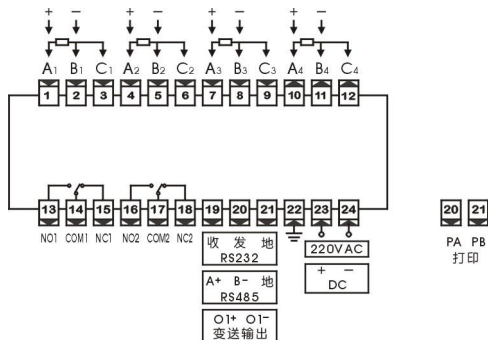 + − + − + − + −
A1 B1 C1 A2 B2 C2 A3 B3 C3 A4 B4 C4
1 2 3 4 5 6 7 8 9 10 11 12
13 14 15 16 17 18 19 20 21 22 23 24 20 21
NO1 COM1 NC1 NO2 COM2 NC2
PA PB
打印
收 发 地
RS232
220VAC
+ −
DC
A+ B− 地
RS485
O1+ O1−
变送输出